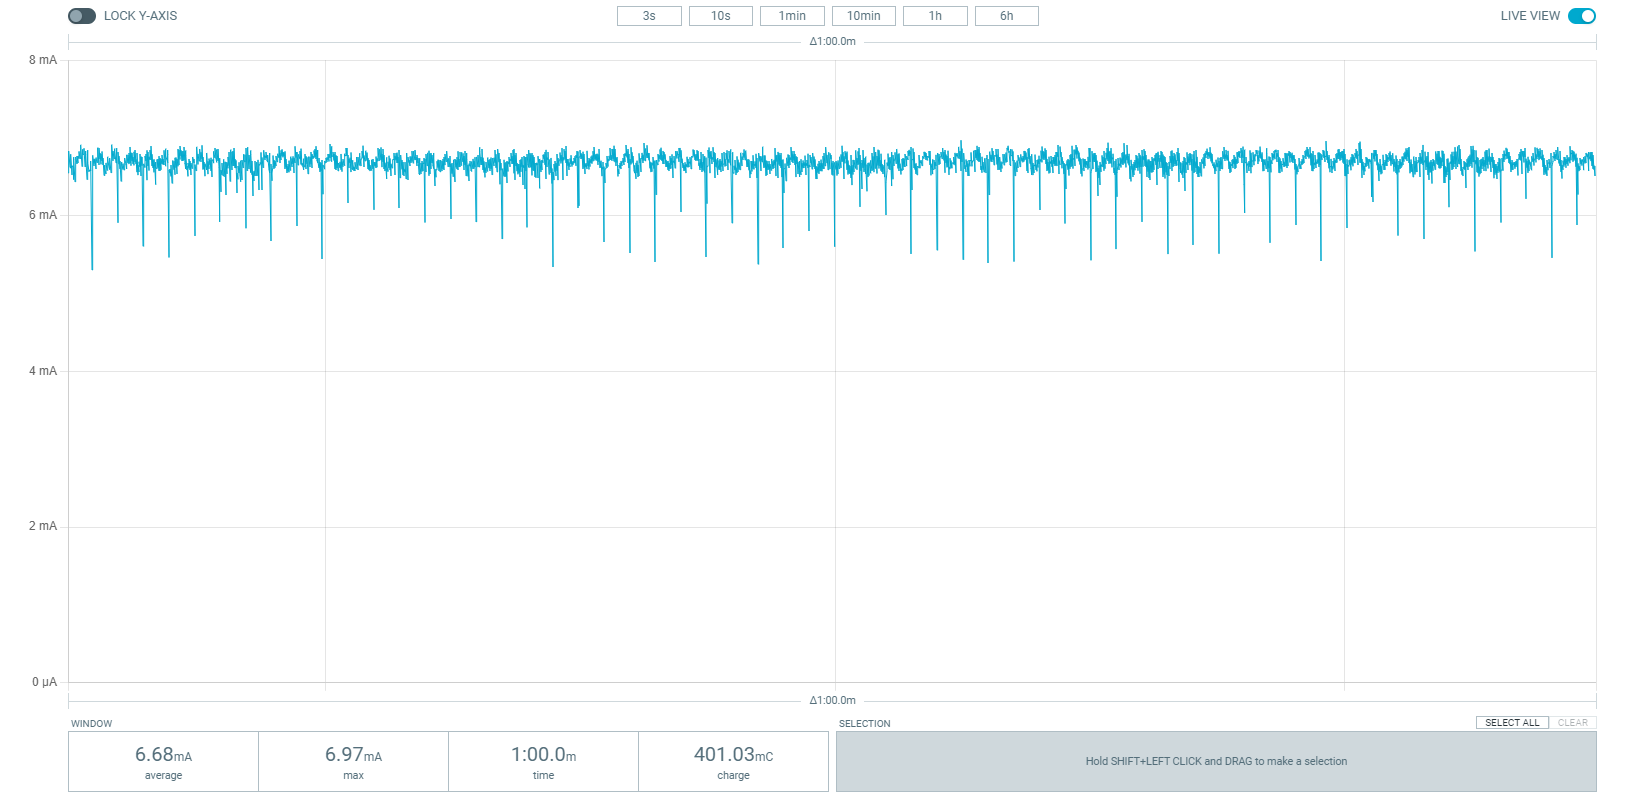 LOCK Y-AXIS 3s 10s 1min 10min 1h 6h LIVE VIEW
Δ1:00.0m
8 mA
6 mA
4 mA
2 mA
0 µA
Δ1:00.0m
WINDOW SELECTION SELECT ALL CLEAR
6.68mA 6.97mA 1:00.0m 401.03mC
average max time charge
Hold SHIFT+LEFT CLICK and DRAG to make a selection